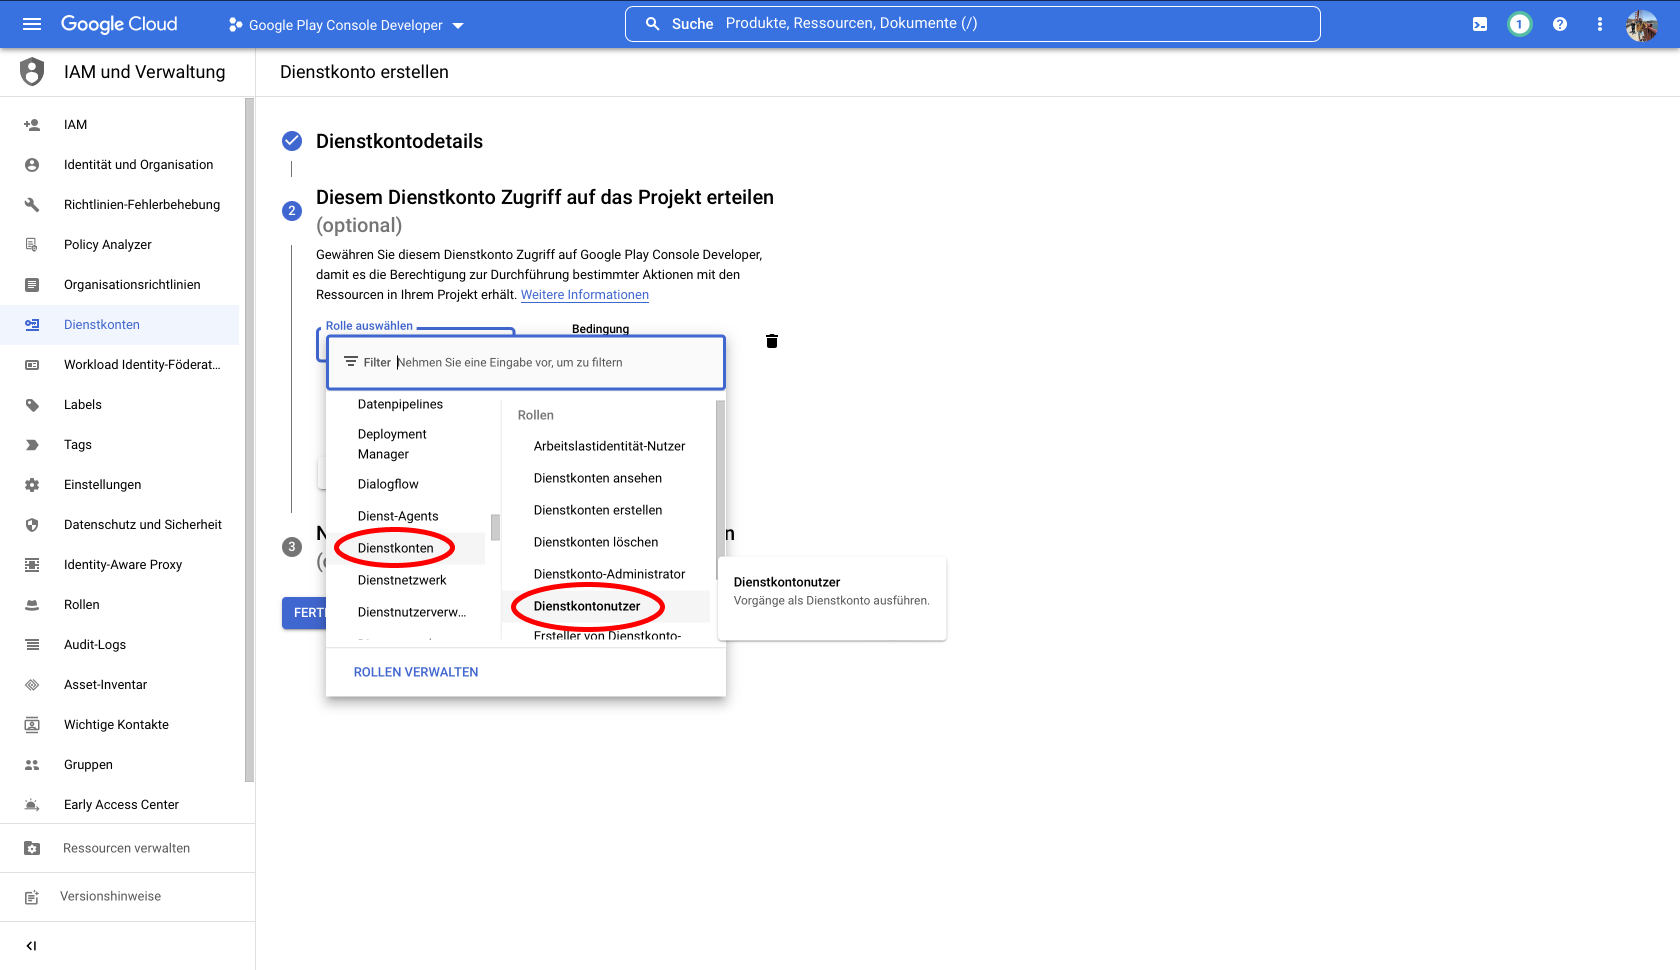 Google Cloud
Google Play Console Developer
Suche Produkte, Ressourcen, Dokumente (/)
1
IAM und Verwaltung
Dienstkonto erstellen
IAM
Identität und Organisation
Richtlinien-Fehlerbehebung
Policy Analyzer
Organisationsrichtlinien
Dienstkonten
Workload Identity-Föderat...
Labels
Tags
Einstellungen
Datenschutz und Sicherheit
Identity-Aware Proxy
Rollen
Audit-Logs
Asset-Inventar
Wichtige Kontakte
Gruppen
Early Access Center
Ressourcen verwalten
Versionshinweise
Dienstkontodetails
2
Diesem Dienstkonto Zugriff auf das Projekt erteilen
(optional)
Gewähren Sie diesem Dienstkonto Zugriff auf Google Play Console Developer,
damit es die Berechtigung zur Durchführung bestimmter Aktionen mit den
Ressourcen in Ihrem Projekt erhält. Weitere Informationen
Rolle auswählen
Bedingung
Filter Nehmen Sie eine Eingabe vor, um zu filtern
Datenpipelines
Deployment
Manager
Dialogflow
Dienst-Agents
Dienstkonten
Dienstnetzwerk
Dienstnutzerverw...
Rollen
Arbeitslastidentität-Nutzer
Dienstkonten ansehen
Dienstkonten erstellen
Dienstkonten löschen
Dienstkonto-Administrator
Dienstkontonutzer
Ersteller von Dienstkonto-
ROLLEN VERWALTEN
Dienstkontonutzer
Vorgänge als Dienstkonto ausführen.
3
N
n
FERT